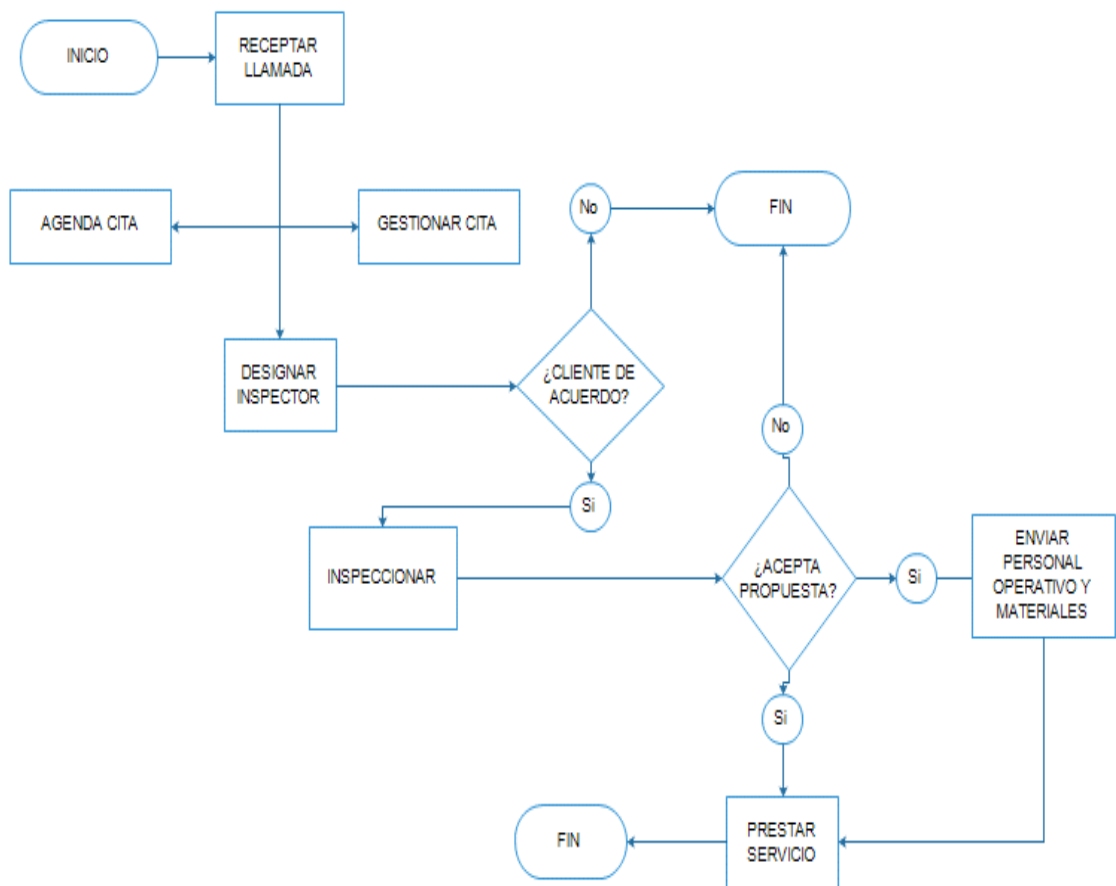 INICIO
RECEPTAR
LLAMADA
AGENDA CITA
GESTIONAR CITA
No
FIN
DESIGNAR
INSPECTOR
¿CLIENTE DE
ACUERDO?
No
Si
INSPECCIONAR
¿ACEPTA
PROPUESTA?
Si
ENVIAR
PERSONAL
OPERATIVO Y
MATERIALES
Si
FIN
PRESTAR
SERVICIO